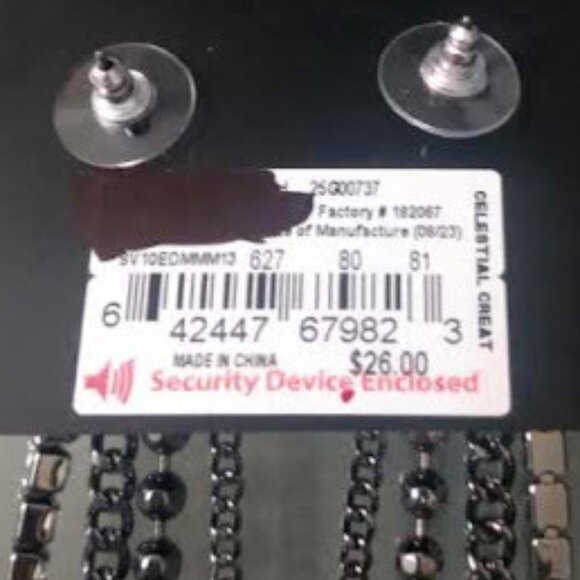 25G00737
Factory # 182067
of Manufacture (08/23)
SV10EDMMM13 627 80 81
6 42447 67982 3
MADE IN CHINA $26.00
Security Device Enclosed
CELESTIAL CREAT